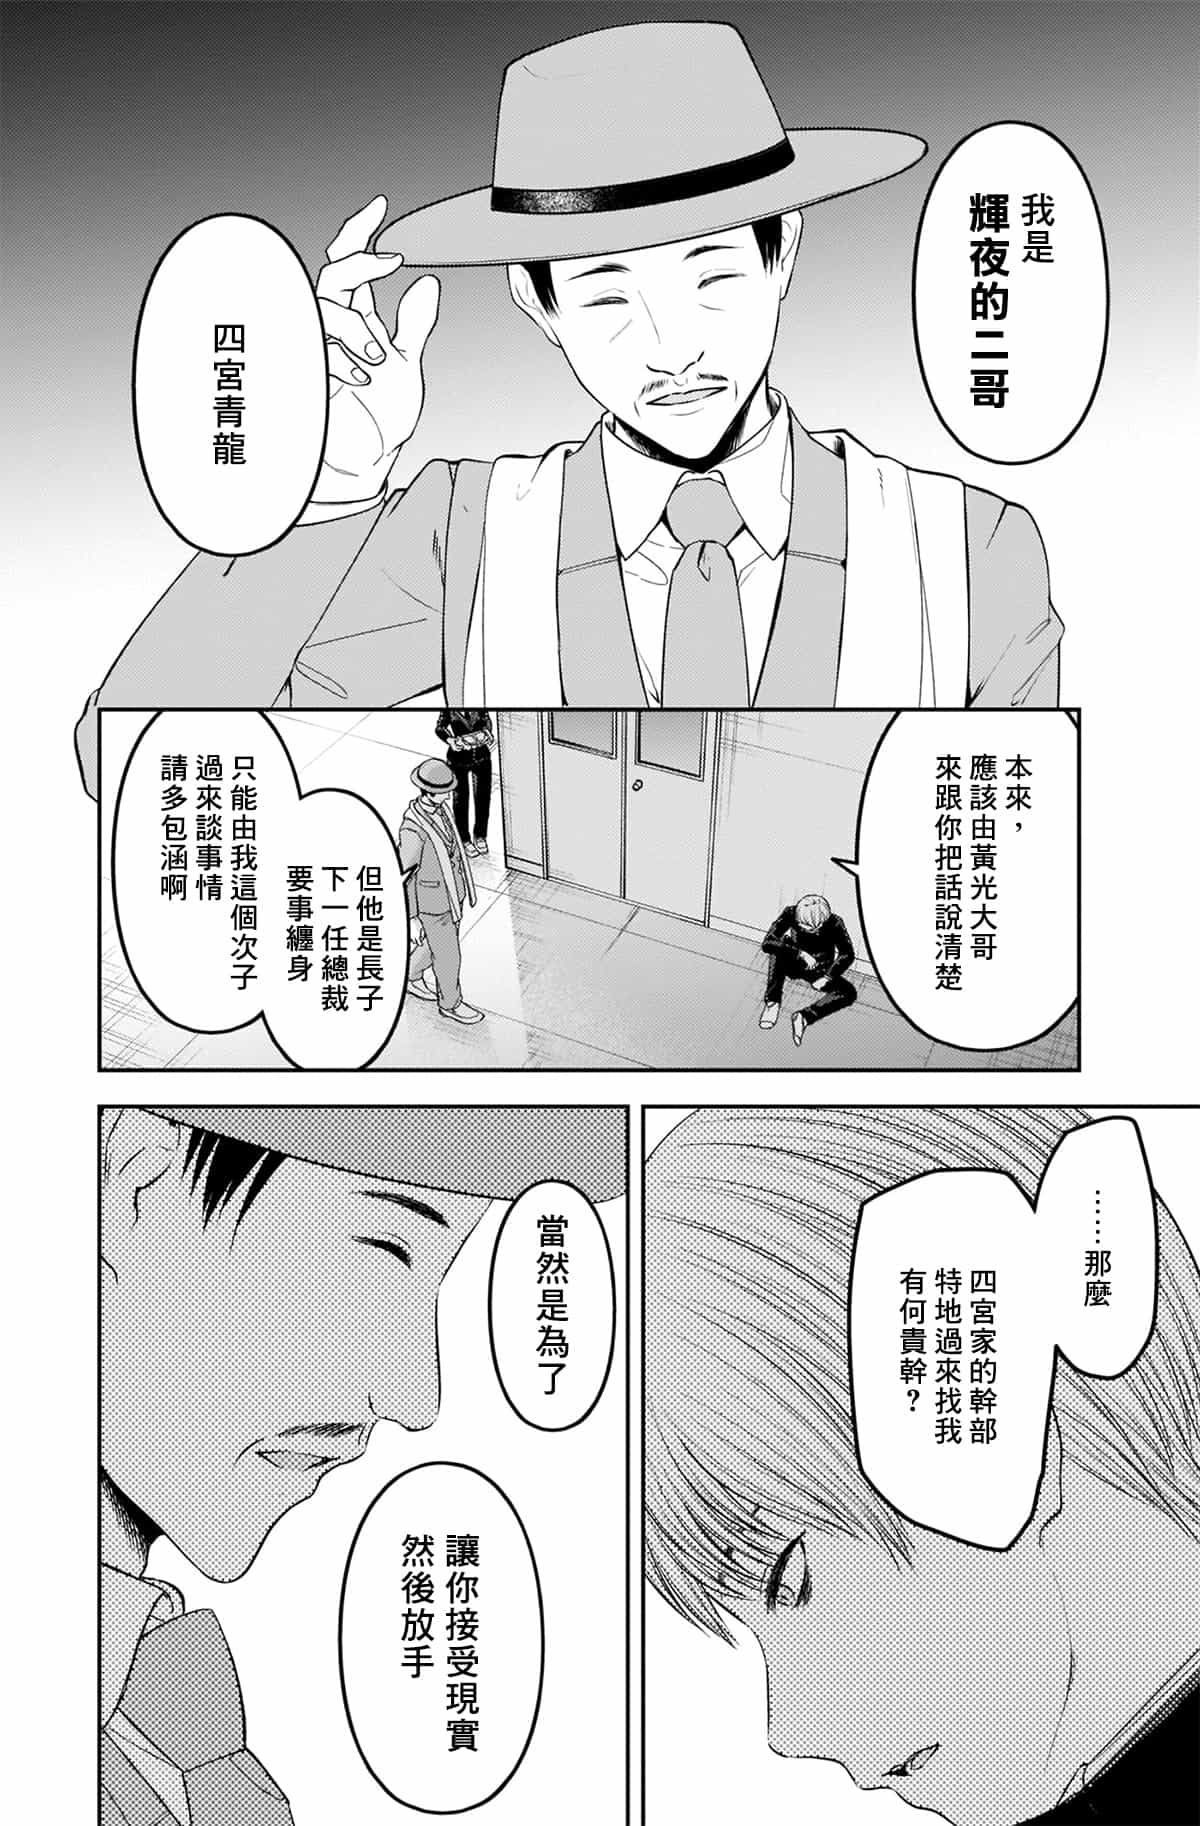 我是
輝夜的二哥
四宮青龍
本來，
應該由黃光大哥
來跟你把話說清楚
但他是長子
下一任總裁
要事纏身
只能由我這個次子
過來談事情
請多包涵啊
……那麼
四宮家的幹部
特地過來找我
有何貴幹？
當然是為了
讓你接受現實
然後放手